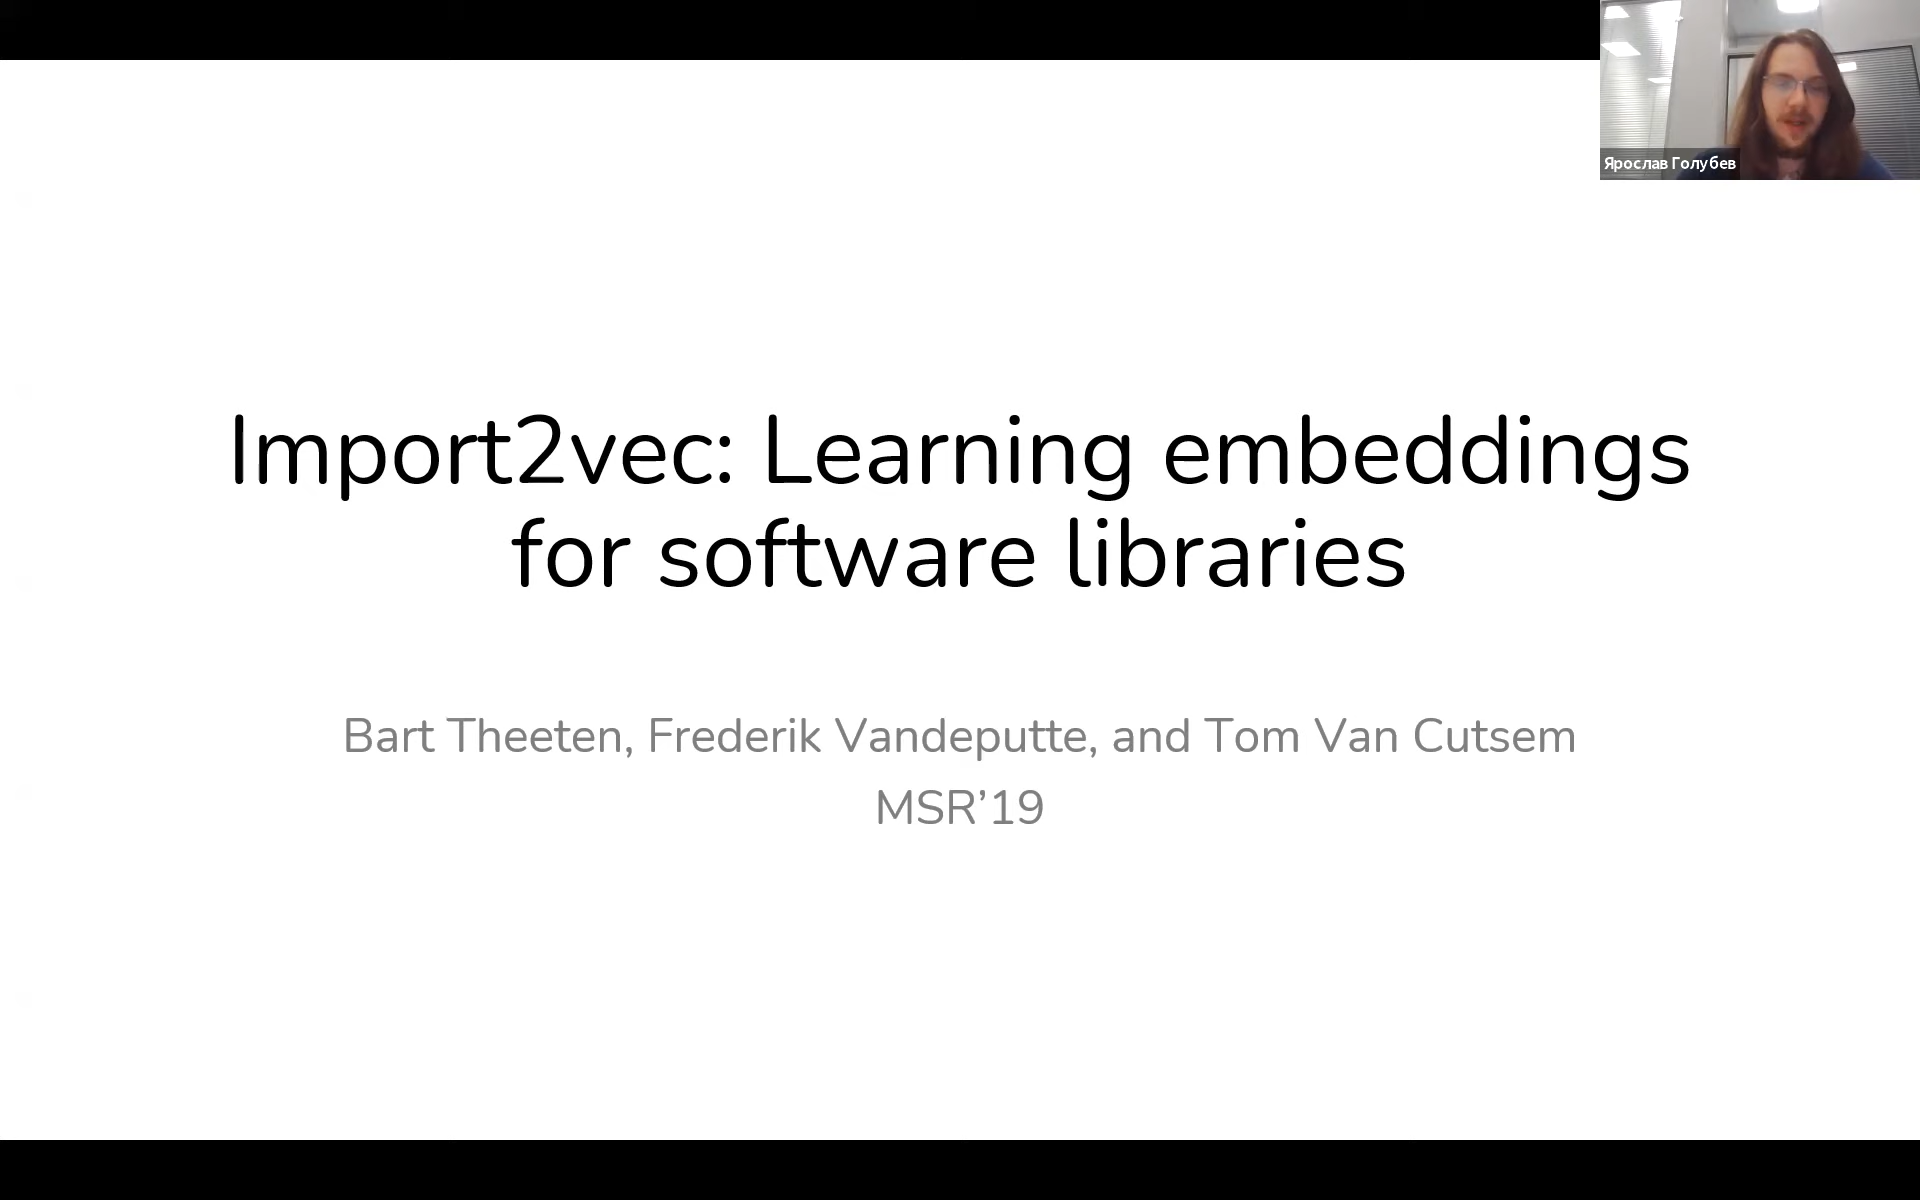 Ярослав Голубев
Import2vec: Learning embeddings
for software libraries
Bart Theeten, Frederik Vandeputte, and Tom Van Cutsem
MSR’19